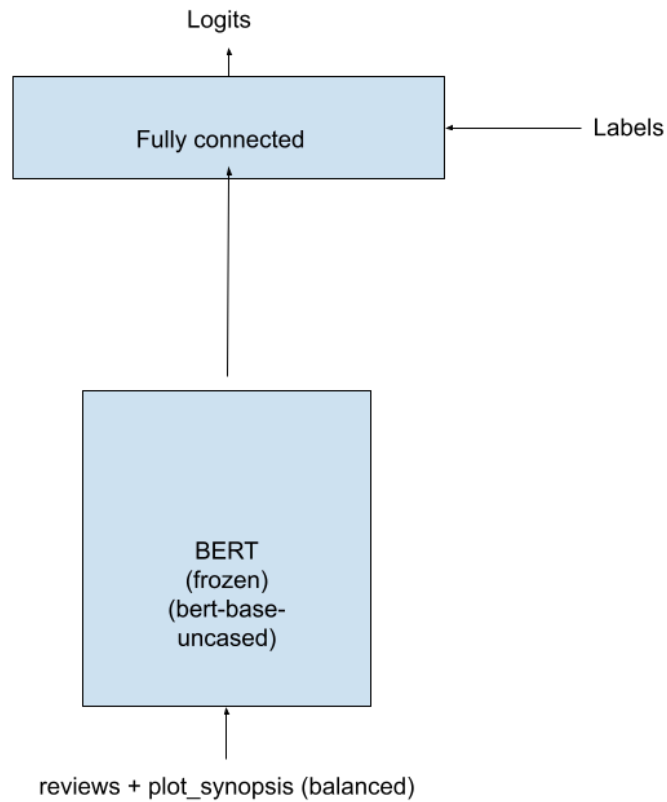 Logits
Fully connected
Labels
BERT
(frozen)
(bert-base-
uncased)
reviews + plot_synopsis (balanced)